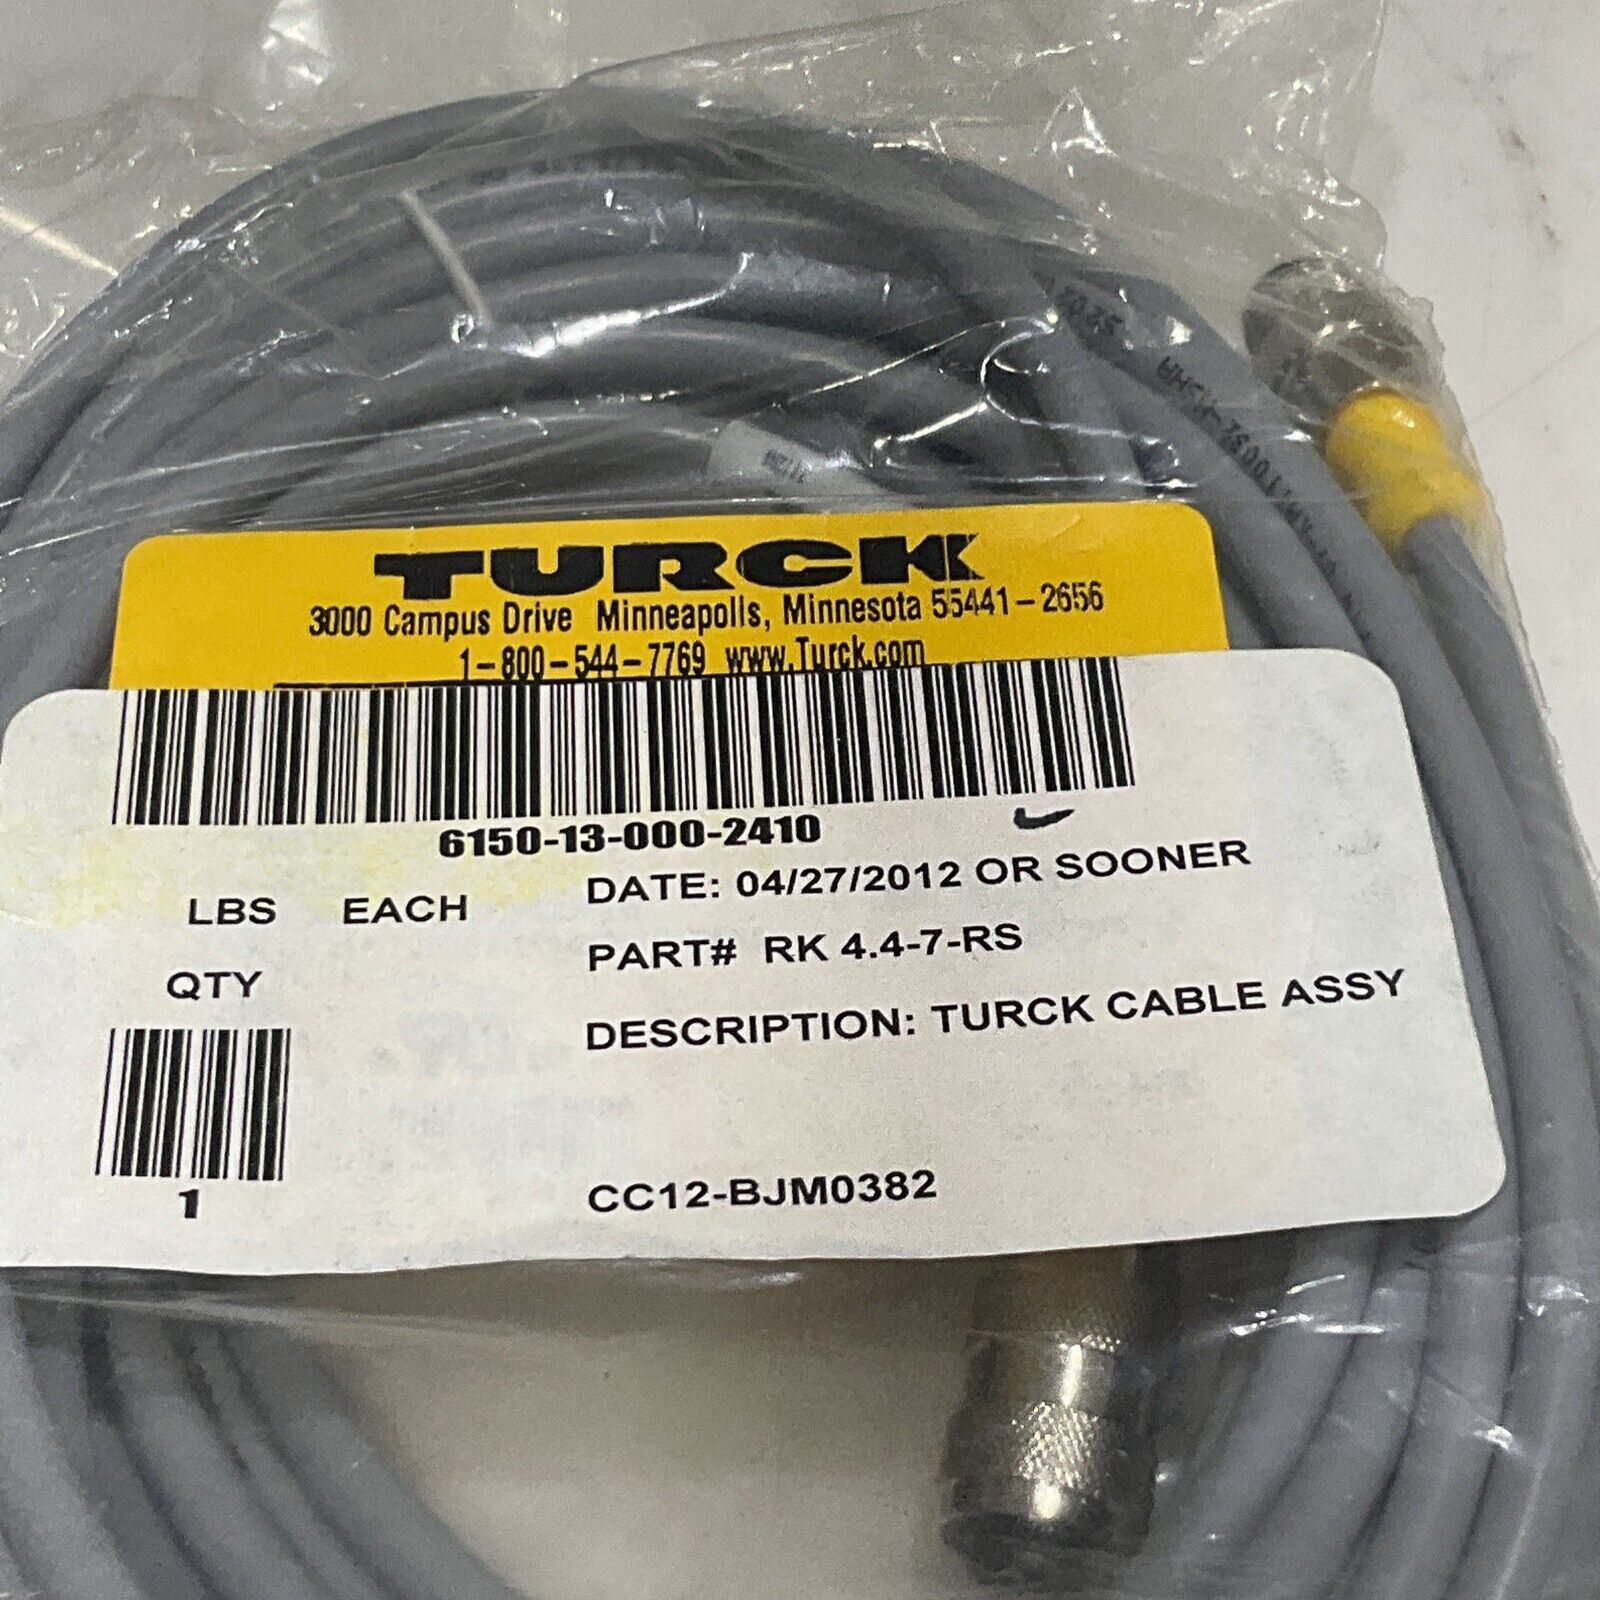 TURCK
3000 Campus Drive Minneapolis, Minnesota 55441-2656
1-800-544-7769 www.Turck.com
6150-13-000-2410
LBS EACH
DATE: 04/27/2012 OR SOONER
PART# RK 4.4-7-RS
QTY
DESCRIPTION: TURCK CABLE ASSY
1
CC12-BJM0382